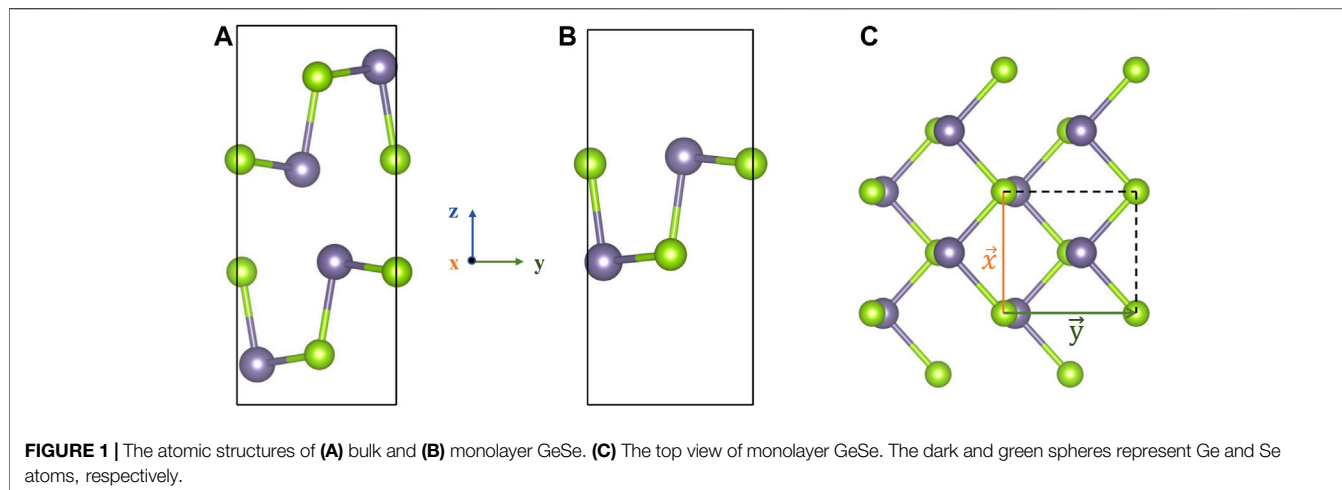 A
B
C
z
x
y
x⃗
y⃗
FIGURE 1 | The atomic structures of (A) bulk and (B) monolayer GeSe. (C) The top view of monolayer GeSe. The dark and green spheres represent Ge and Se
atoms, respectively.